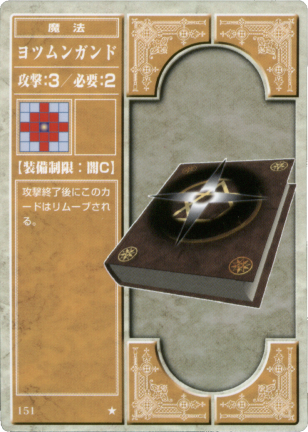 魔法
ヨツムンガンド
攻撃:3／必要:2
【装備制限：闇C】
攻撃終了後にこのカ
ードはリムーブされ
る。
151
★